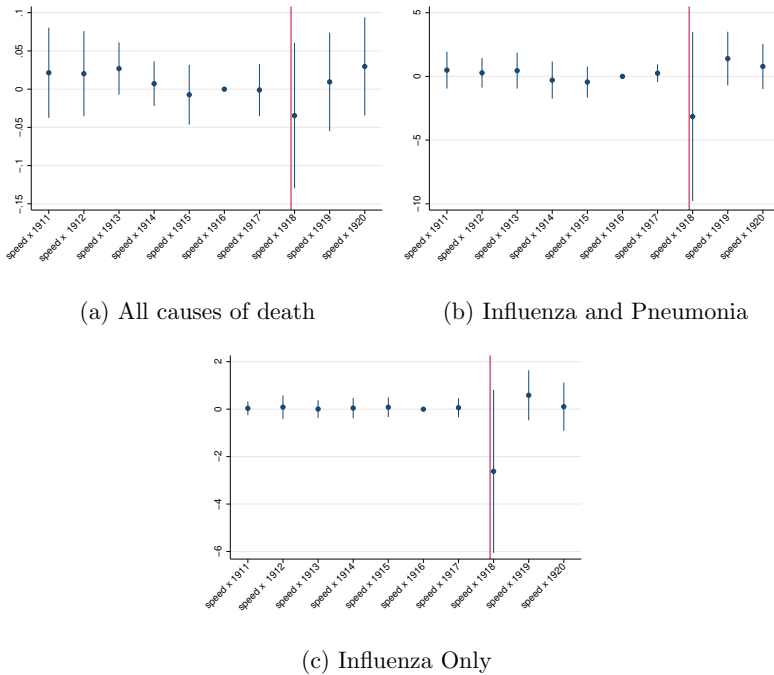 .1
.05
0
-.05
-.1
-.15
speed x 1911
speed x 1912
speed x 1913
speed x 1914
speed x 1915
speed x 1916
speed x 1917
speed x 1918
speed x 1919
speed x 1920
(a) All causes of death
5
0
-5
-10
speed x 1911
speed x 1912
speed x 1913
speed x 1914
speed x 1915
speed x 1916
speed x 1917
speed x 1918
speed x 1919
speed x 1920
(b) Influenza and Pneumonia
2
0
-2
-4
-6
speed x 1911
speed x 1912
speed x 1913
speed x 1914
speed x 1915
speed x 1916
speed x 1917
speed x 1918
speed x 1919
speed x 1920
(c) Influenza Only